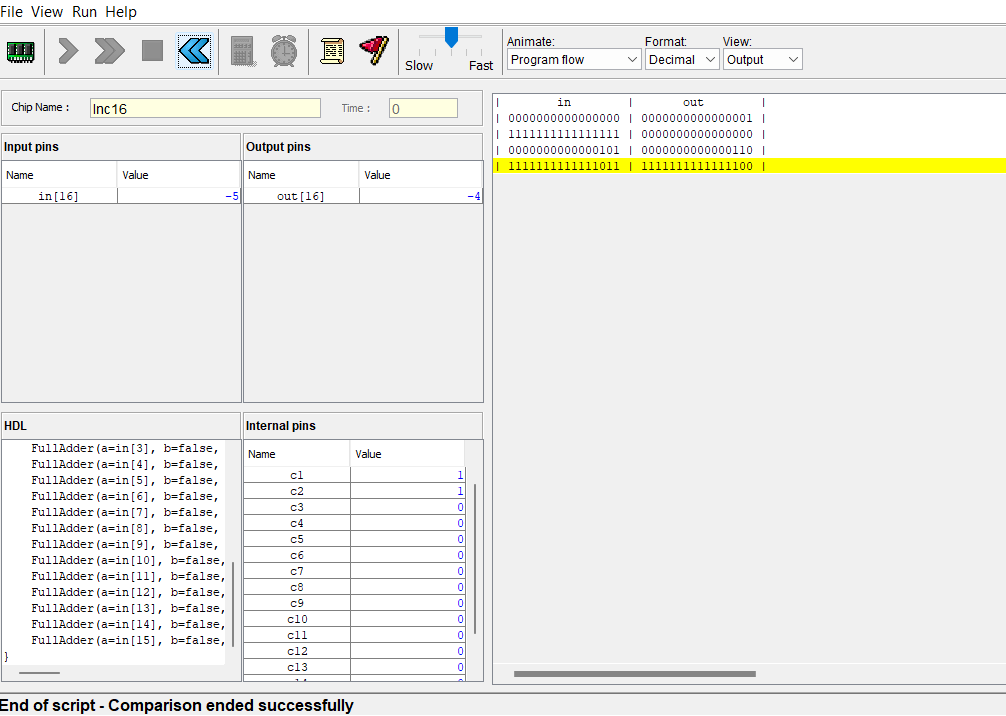 File View Run Help
Slow Fast
Animate: Format: View:
Program flow Decimal Output
Chip Name : Inc16 Time : 0
Input pins
Name Value
in[16] -5
Output pins
Name Value
out[16] -4
HDL
FullAdder(a=in[3], b=false,
FullAdder(a=in[4], b=false,
FullAdder(a=in[5], b=false,
FullAdder(a=in[6], b=false,
FullAdder(a=in[7], b=false,
FullAdder(a=in[8], b=false,
FullAdder(a=in[9], b=false,
FullAdder(a=in[10], b=false,
FullAdder(a=in[11], b=false,
FullAdder(a=in[12], b=false,
FullAdder(a=in[13], b=false,
FullAdder(a=in[14], b=false,
FullAdder(a=in[15], b=false,
}
Internal pins
Name Value
c1 1
c2 1
c3 0
c4 0
c5 0
c6 0
c7 0
c8 0
c9 0
c10 0
c11 0
c12 0
c13 0
| in | out |
| 0000000000000000 | 0000000000000001 |
| 1111111111111111 | 0000000000000000 |
| 0000000000000101 | 0000000000000110 |
| 1111111111111011 | 1111111111111100 |
End of script - Comparison ended successfully